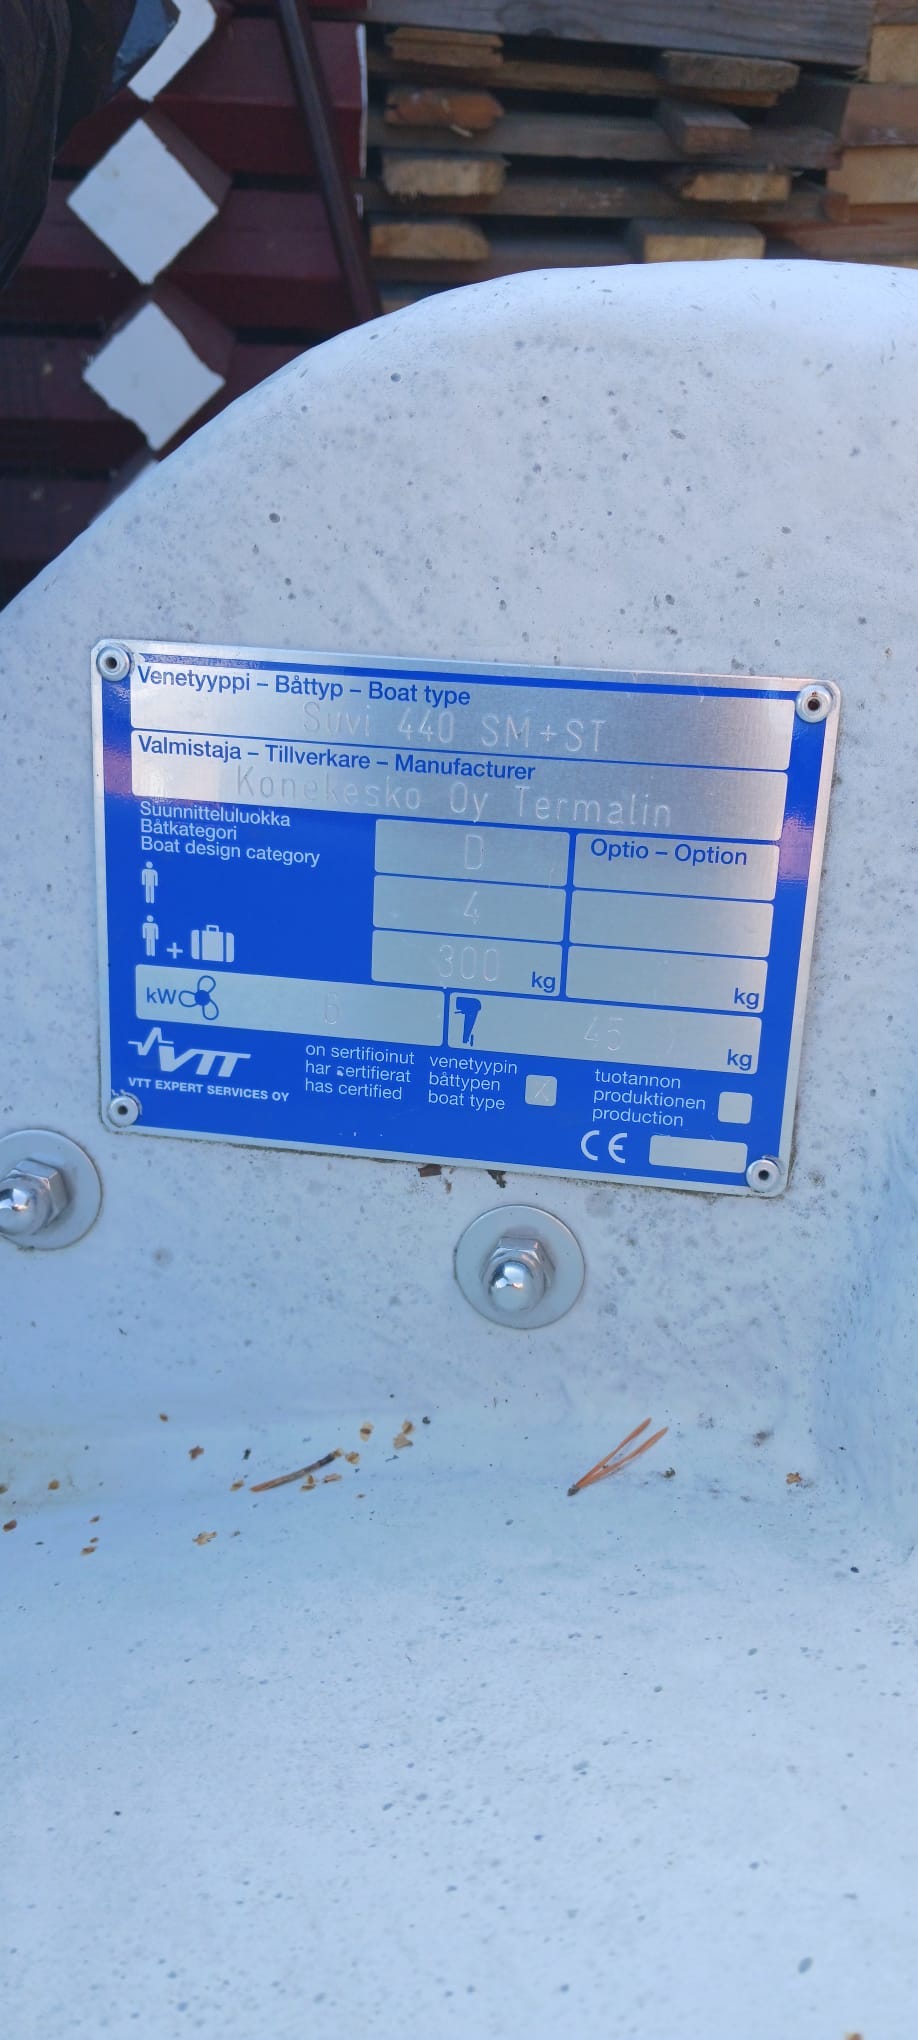 Venetyyppi – Båttyp – Boat type
Suvi 440 SM+ST
Valmistaja – Tillverkare – Manufacturer
Konekesko Oy Termalin
Suunnitteluluokka
Båtkategori
Boat design category
D
Optio – Option
4
300 kg
kg
kW 6
45 kg
VTT
VTT EXPERT SERVICES OY
on sertifioinut
har sertifierat
has certified
venetyypin
båttypen
boat type
X
tuotannon
produktionen
production
CE